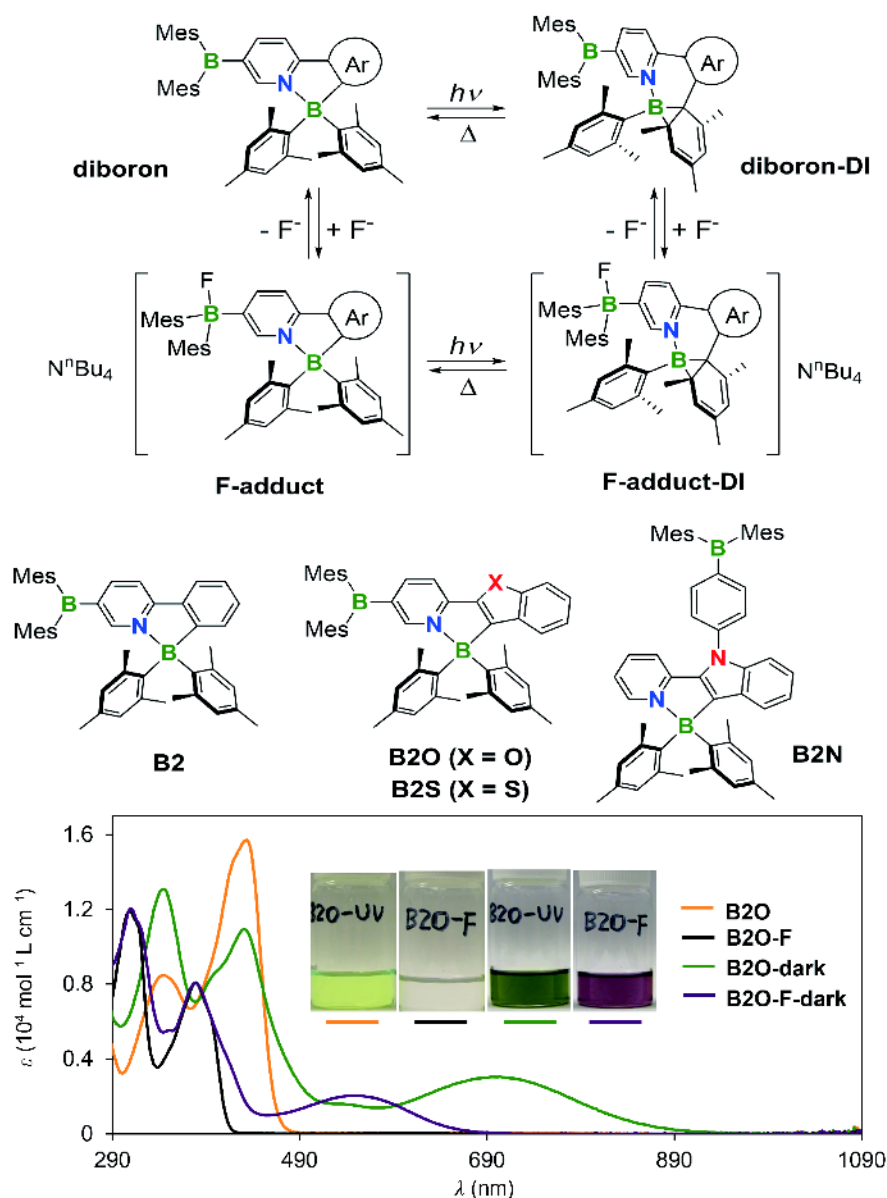 Mes
B
Mes
N
Ar
B
diboron
hν
Δ
Mes
B
Mes
N
Ar
B
diboron-DI
- F⁻ + F⁻
- F⁻ + F⁻
F
B
Mes
Mes
N
Ar
B
NⁿBu₄
F-adduct
hν
Δ
F
B
Mes
Mes
N
Ar
B
NⁿBu₄
F-adduct-DI
Mes
B
Mes
N
B
B2
Mes
B
Mes
X
N
B
B2O (X = O)
B2S (X = S)
Mes Mes
B
N
N
B
B2N
ε (10⁴ mol⁻¹ L cm⁻¹)
1.6
1.2
0.8
0.4
0
290 490 690 890 1090
λ (nm)
B2O-UV
B2O-F
B2O-UV
B2O-F
B2O
B2O-F
B2O-dark
B2O-F-dark